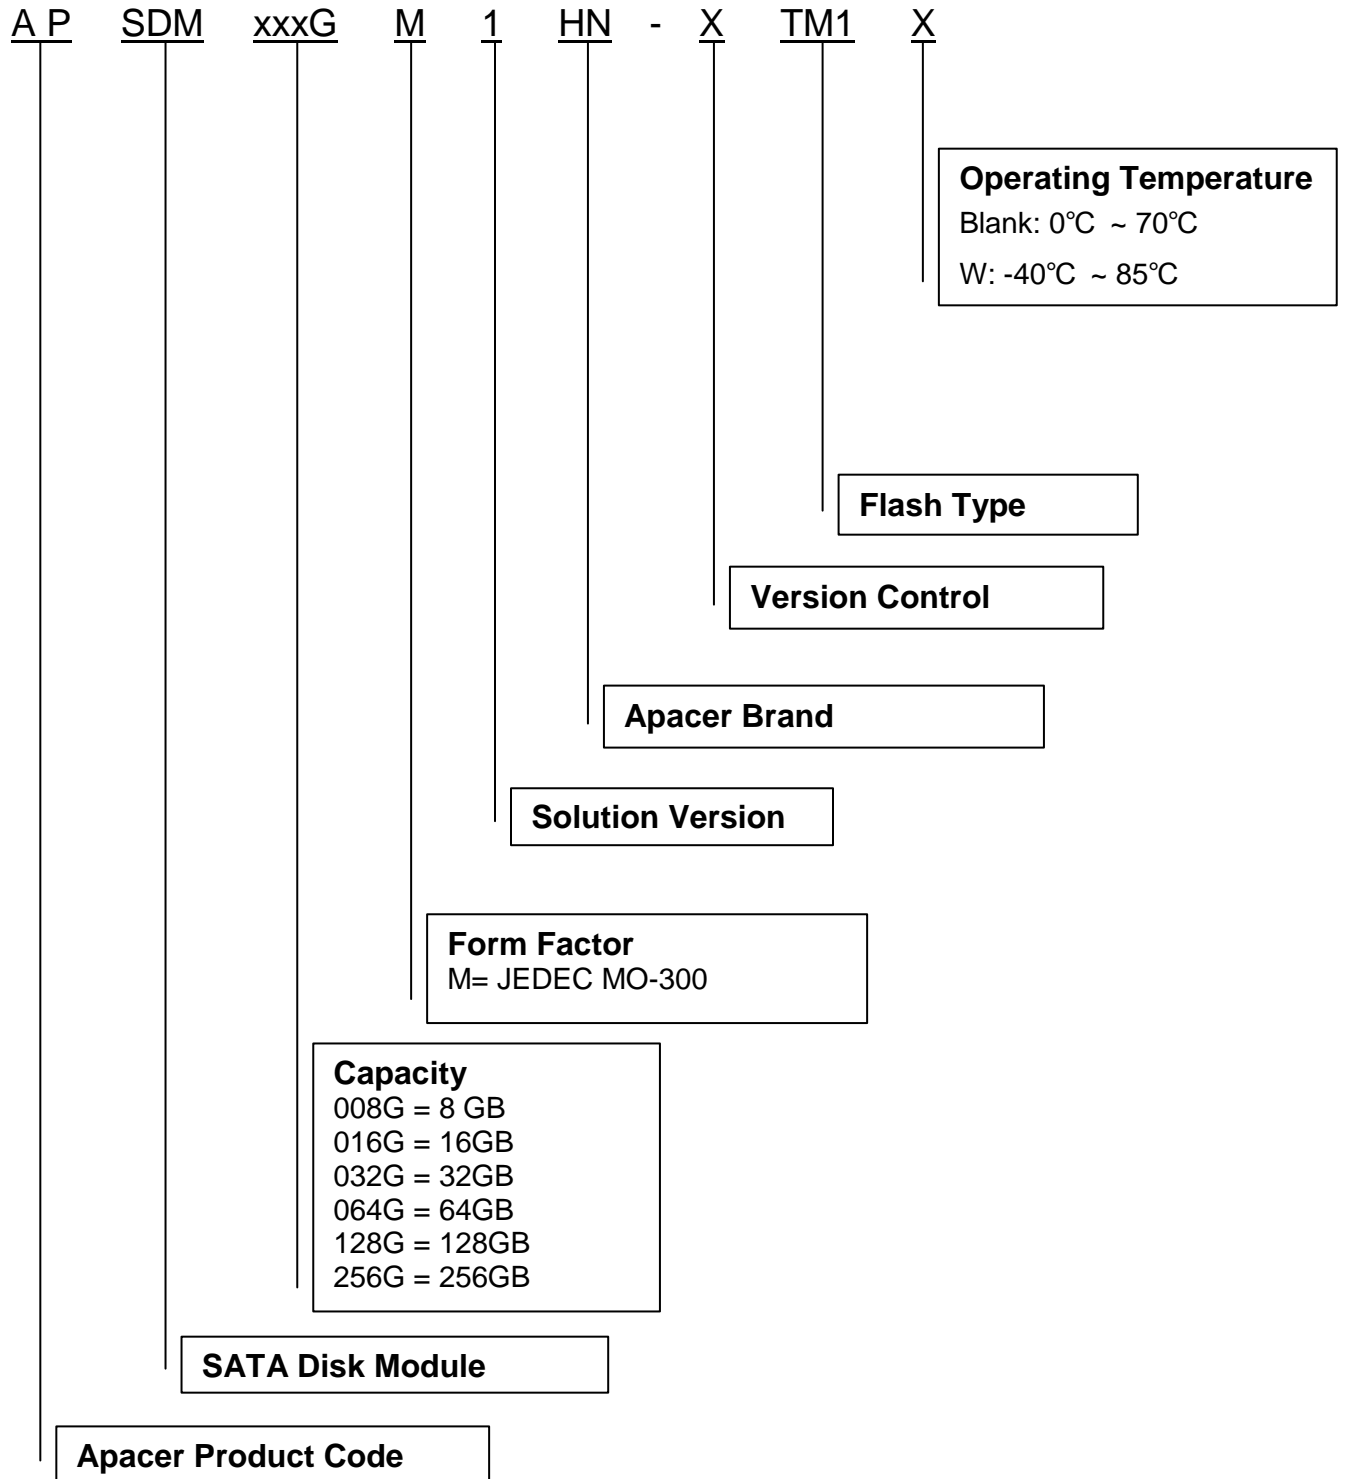 A P SDM xxxG M 1 HN - X TM1 X
Operating Temperature
Blank: 0℃ ~ 70℃
W: -40℃ ~ 85℃
Flash Type
Version Control
Apacer Brand
Solution Version
Form Factor
M= JEDEC MO-300
Capacity
008G = 8 GB
016G = 16GB
032G = 32GB
064G = 64GB
128G = 128GB
256G = 256GB
SATA Disk Module
Apacer Product Code